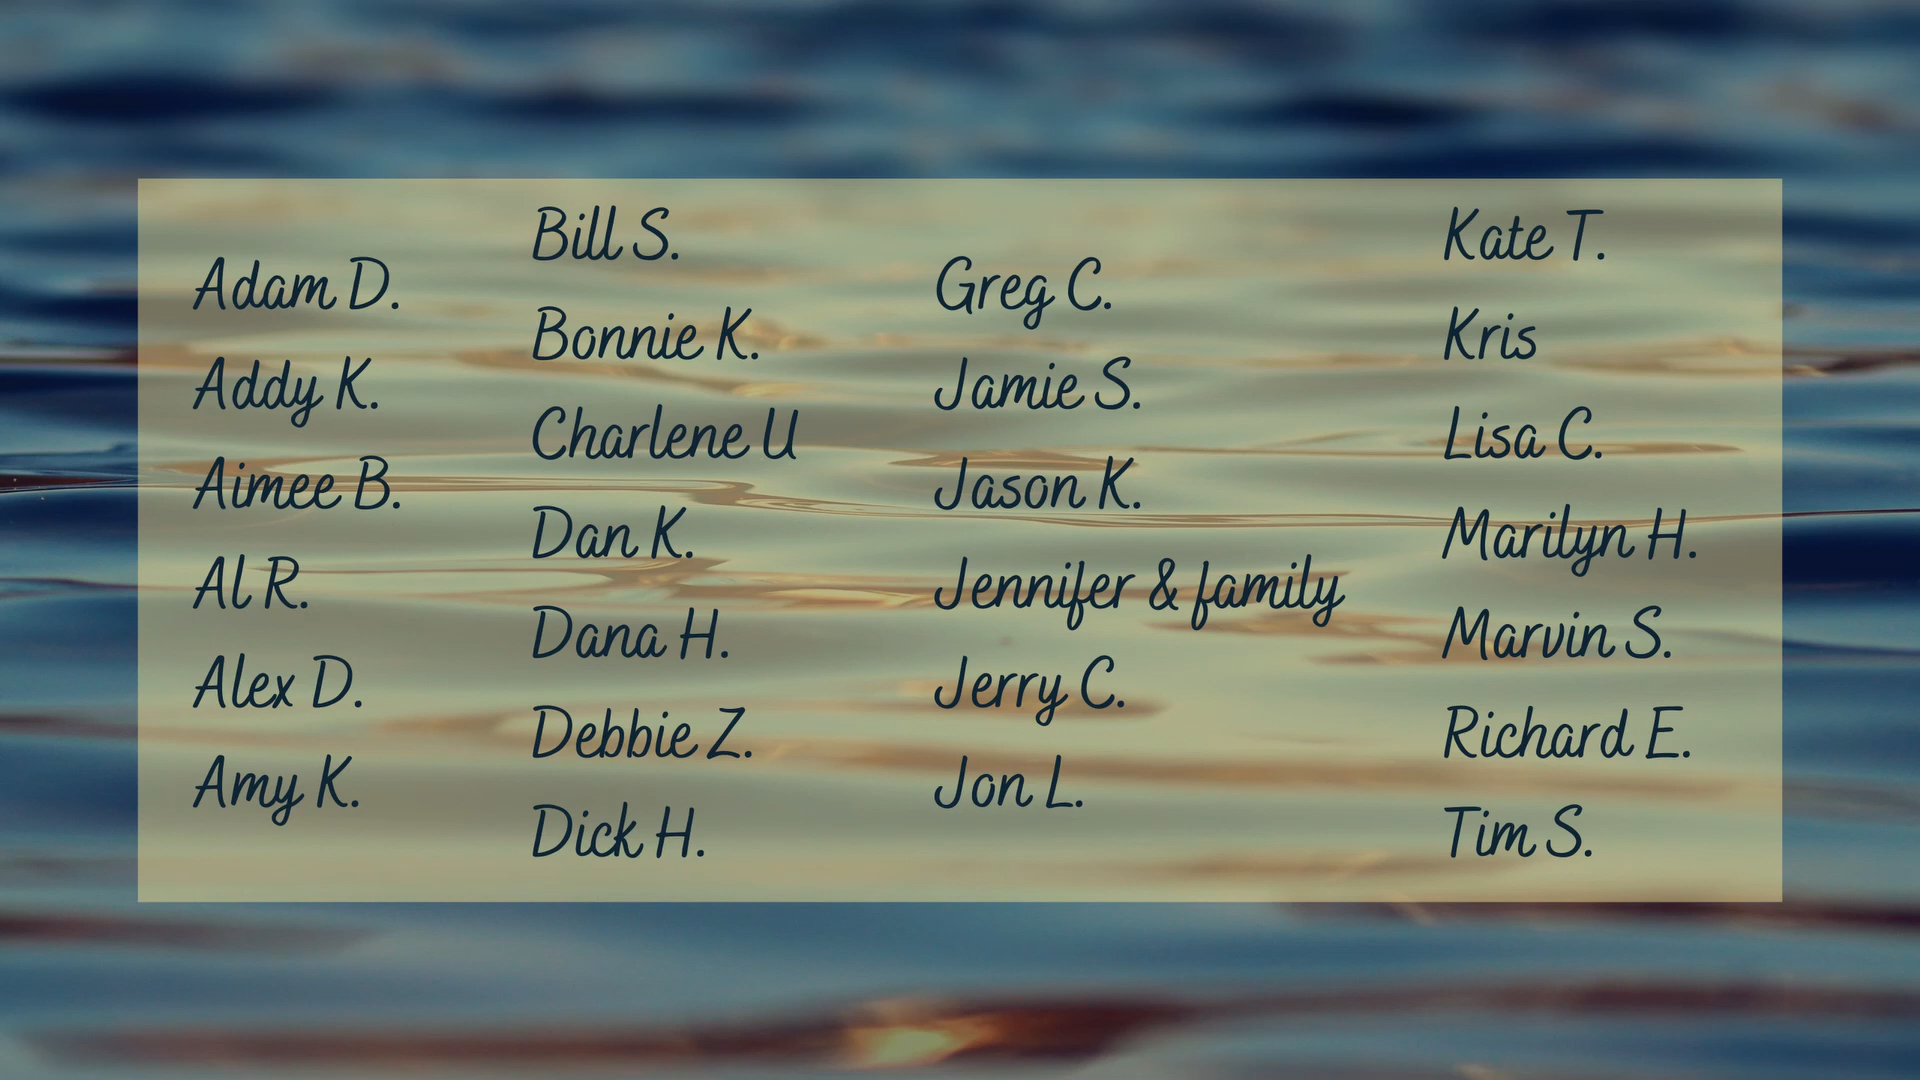 Adam D.
Addy K.
Aimee B.
Al R.
Alex D.
Amy K.
Bill S.
Bonnie K.
Charlene U
Dan K.
Dana H.
Debbie Z.
Dick H.
Greg C.
Jamie S.
Jason K.
Jennifer & family
Jerry C.
Jon L.
Kate T.
Kris
Lisa C.
Marilyn H.
Marvin S.
Richard E.
Tim S.